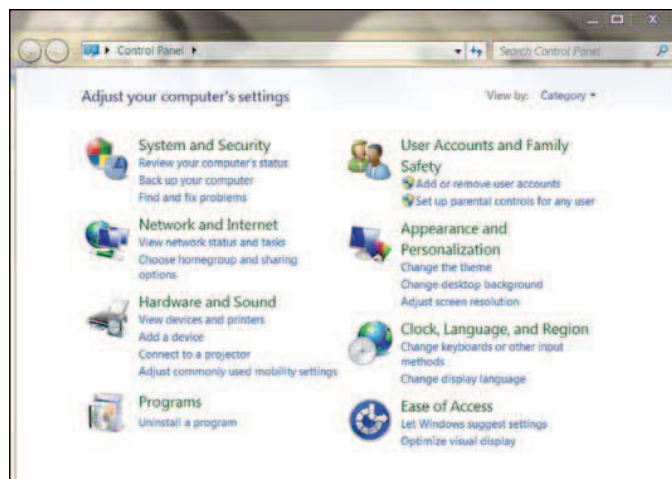 Control Panel
Search Control Panel
Adjust your computer's settings
View by: Category
System and Security
Review your computer's status
Back up your computer
Find and fix problems
Network and Internet
View network status and tasks
Choose homegroup and sharing
options
Hardware and Sound
View devices and printers
Add a device
Connect to a projector
Adjust commonly used mobility settings
Programs
Uninstall a program
User Accounts and Family
Safety
Add or remove user accounts
Set up parental controls for any user
Appearance and
Personalization
Change the theme
Change desktop background
Adjust screen resolution
Clock, Language, and Region
Change keyboards or other input
methods
Change display language
Ease of Access
Let Windows suggest settings
Optimize visual display